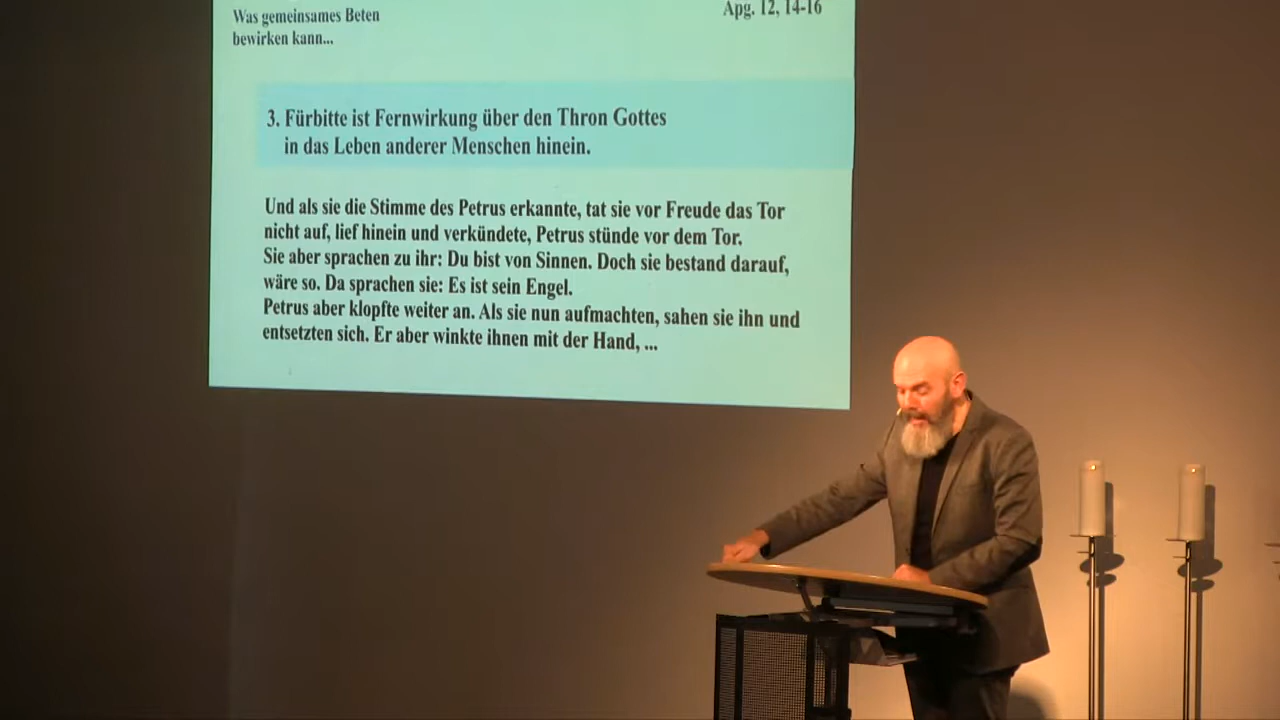 Was gemeinsames Beten
bewirken kann...
Apg. 12, 14-16
3. Fürbitte ist Fernwirkung über den Thron Gottes
in das Leben anderer Menschen hinein.
Und als sie die Stimme des Petrus erkannte, tat sie vor Freude das Tor
nicht auf, lief hinein und verkündete, Petrus stünde vor dem Tor.
Sie aber sprachen zu ihr: Du bist von Sinnen. Doch sie bestand darauf,
wäre so. Da sprachen sie: Es ist sein Engel.
Petrus aber klopfte weiter an. Als sie nun aufmachten, sahen sie ihn und
entsetzten sich. Er aber winkte ihnen mit der Hand, ...